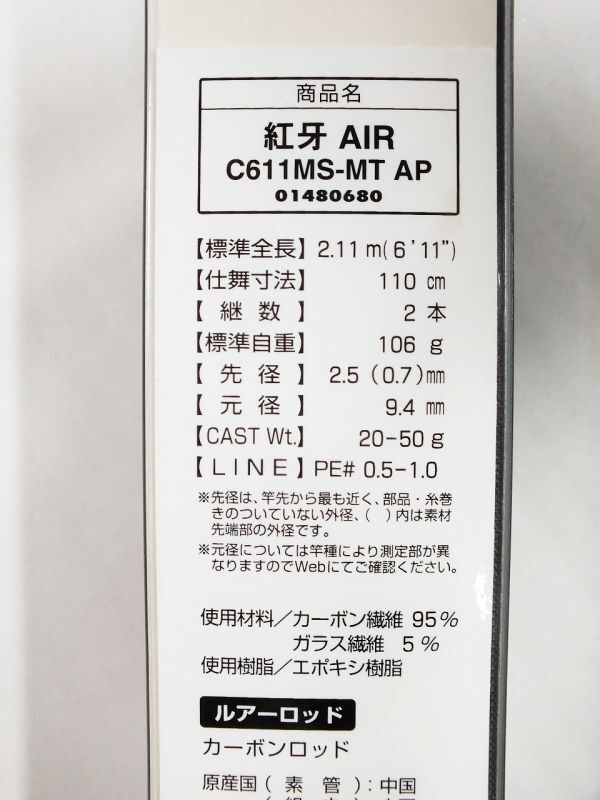 商品名
紅牙 AIR
C611MS-MT AP
01480680
【標準全長】 2.11 m(6'11")
【仕舞寸法】 110 cm
【継数】 2 本
【標準自重】 106 g
【先径】 2.5 (0.7)mm
【元径】 9.4 mm
【CAST Wt.】 20-50 g
【LINE】 PE# 0.5-1.0
※先径は、竿先から最も近く、部品・糸巻
きのついていない外径、( )内は素材
先端部の外径です。
※元径については竿種により測定部が異
なりますのでWebにてご確認ください。
使用材料/カーボン繊維 95%
ガラス繊維 5%
使用樹脂/エポキシ樹脂
ルアーロッド
カーボンロッド
原産国(素管):中国